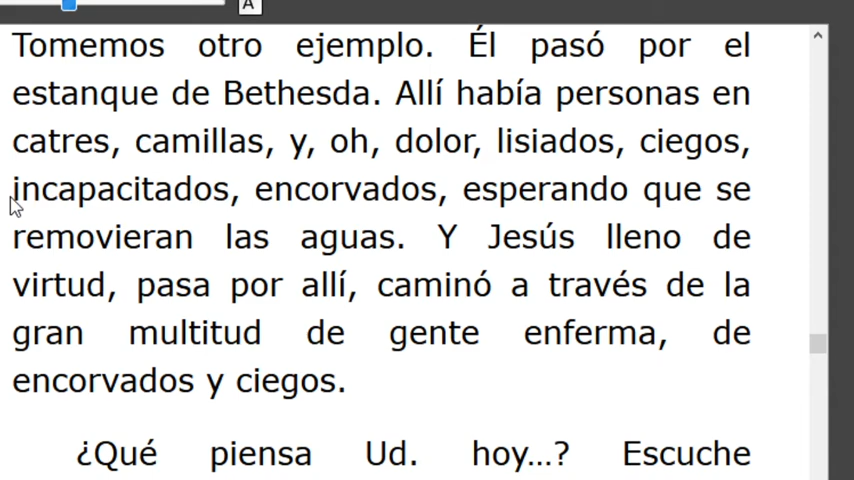 A
Tomemos otro ejemplo. Él pasó por el
estanque de Bethesda. Allí había personas en
catres, camillas, y, oh, dolor, lisiados, ciegos,
incapacitados, encorvados, esperando que se
removieran las aguas. Y Jesús lleno de
virtud, pasa por allí, caminó a través de la
gran multitud de gente enferma, de
encorvados y ciegos.
¿Qué piensa Ud. hoy...? Escuche